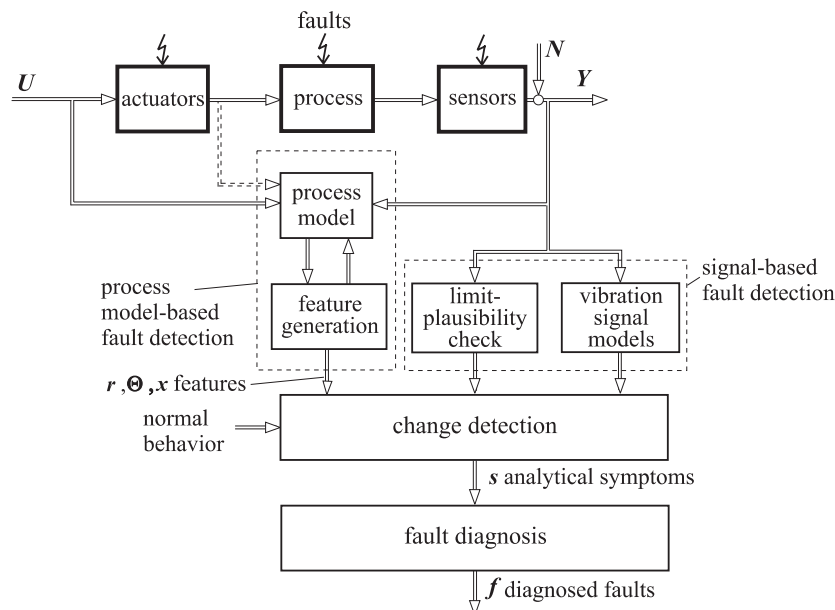 faults
U
N
Y
actuators
process
sensors
process
model
process
model-based
fault detection
feature
generation
limit-
plausibility
check
vibration
signal
models
signal-based
fault detection
r ,Θ,x features
normal
behavior
change detection
s analytical symptoms
fault diagnosis
f diagnosed faults